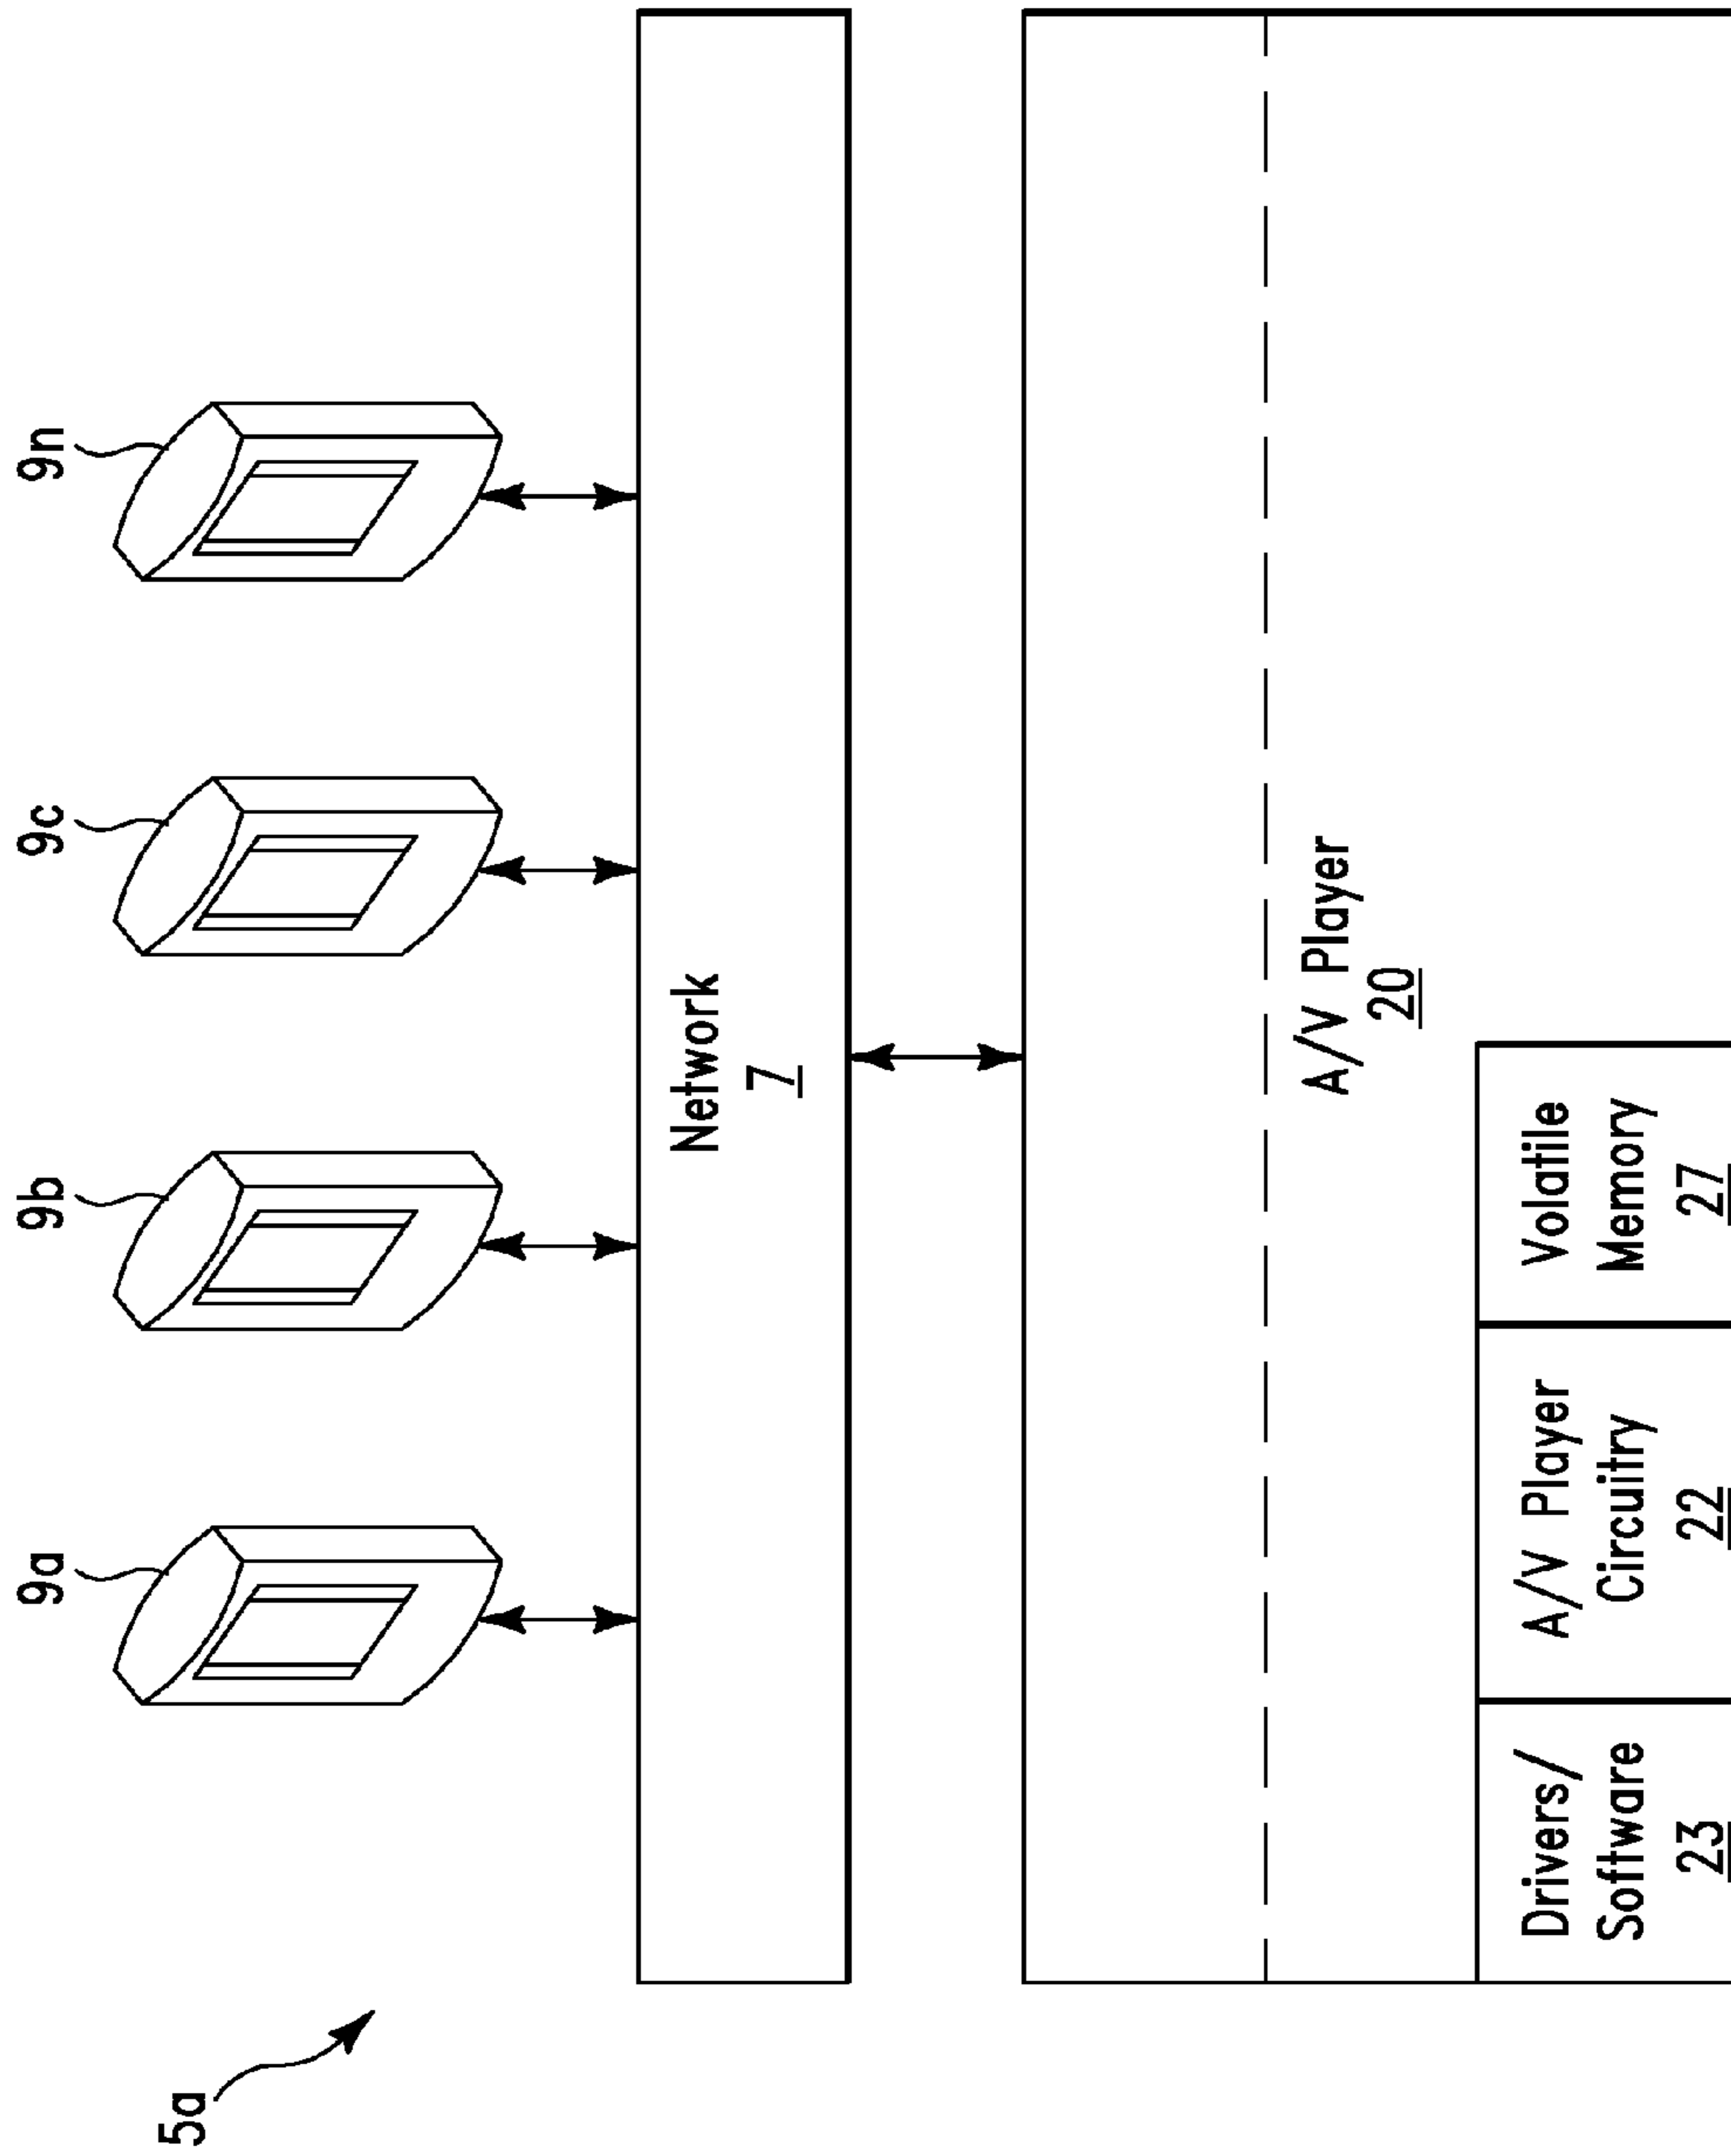 5a
9a
9b
9c
9n
Network
7
A/V Player
20
Drivers/
Software
23
A/V Player
Circuitry
22
Volatile
Memory
27